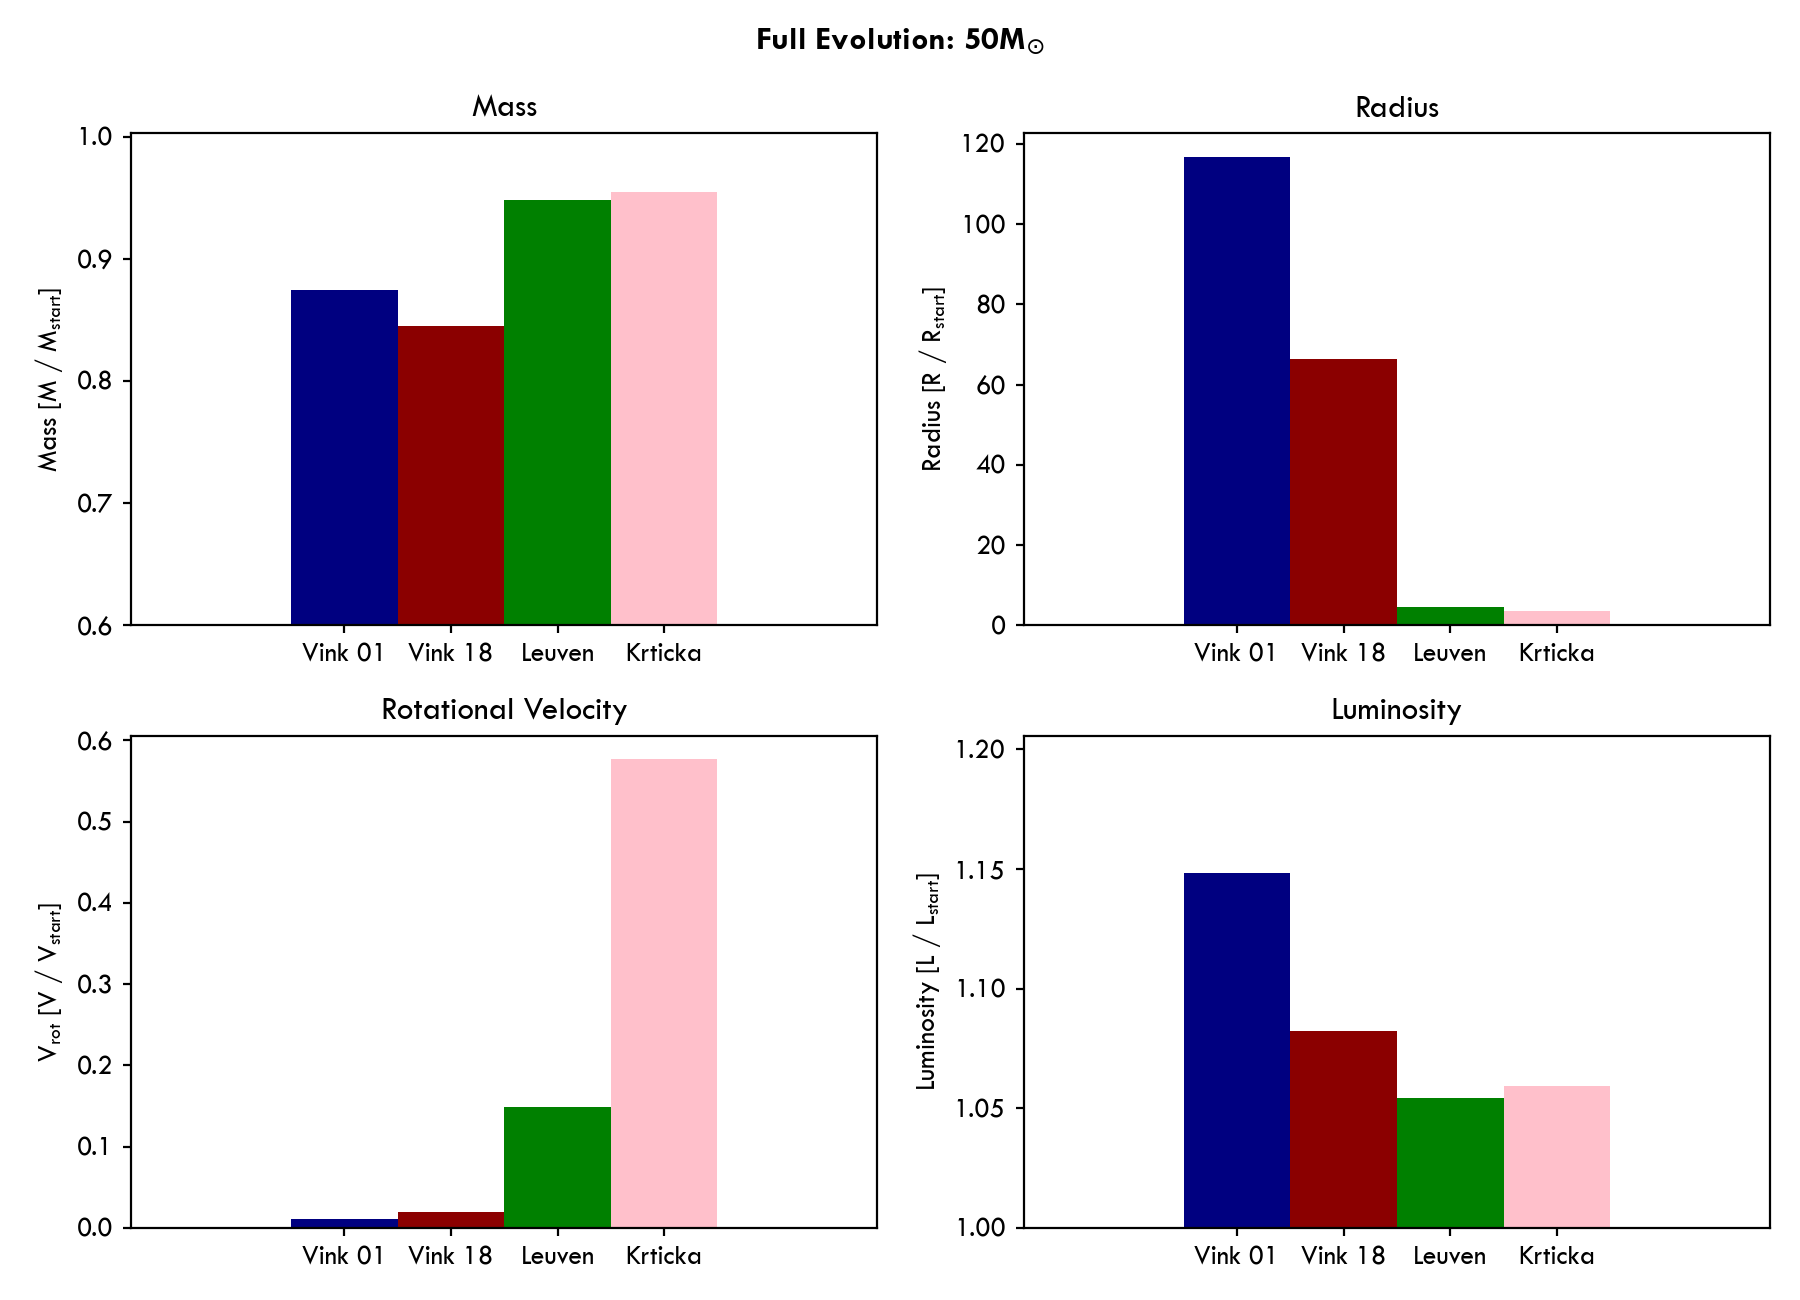 Full Evolution: 50M⊙
Mass
Mass [M / Mstart]
1.0
0.9
0.8
0.7
0.6
Vink 01 Vink 18 Leuven Krticka
Radius
Radius [R / Rstart]
120
100
80
60
40
20
0
Vink 01 Vink 18 Leuven Krticka
Rotational Velocity
Vrot [V / Vstart]
0.6
0.5
0.4
0.3
0.2
0.1
0.0
Vink 01 Vink 18 Leuven Krticka
Luminosity
Luminosity [L / Lstart]
1.20
1.15
1.10
1.05
1.00
Vink 01 Vink 18 Leuven Krticka